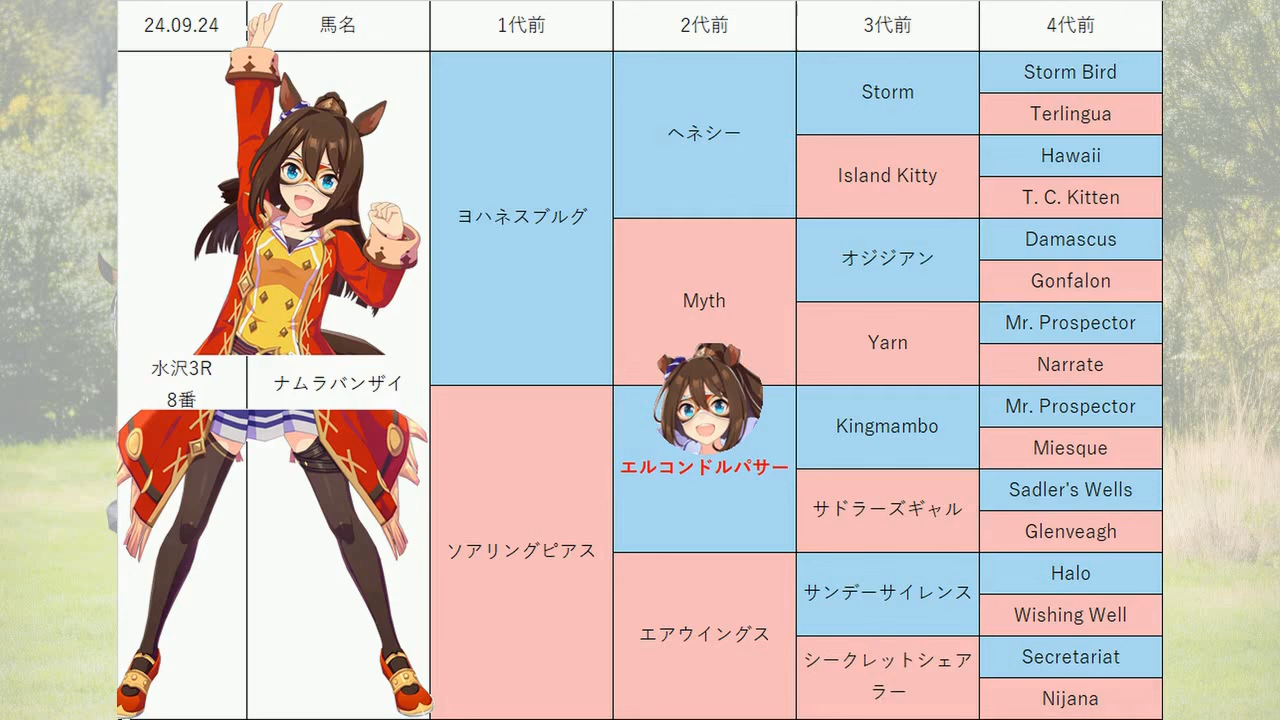 24.09.24
馬名
1代前
2代前
3代前
4代前
水沢3R
8番
ナムラバンザイ
ヨハネスブルグ
ソアリングピアス
ヘネシー
Myth
エルコンドルパサー
エアウイングス
Storm
Island Kitty
オジジアン
Yarn
Kingmambo
サドラーズギャル
サンデーサイレンス
シークレットシェア
ラー
Storm Bird
Terlingua
Hawaii
T. C. Kitten
Damascus
Gonfalon
Mr. Prospector
Narrate
Mr. Prospector
Miesque
Sadler's Wells
Glenveagh
Halo
Wishing Well
Secretariat
Nijana